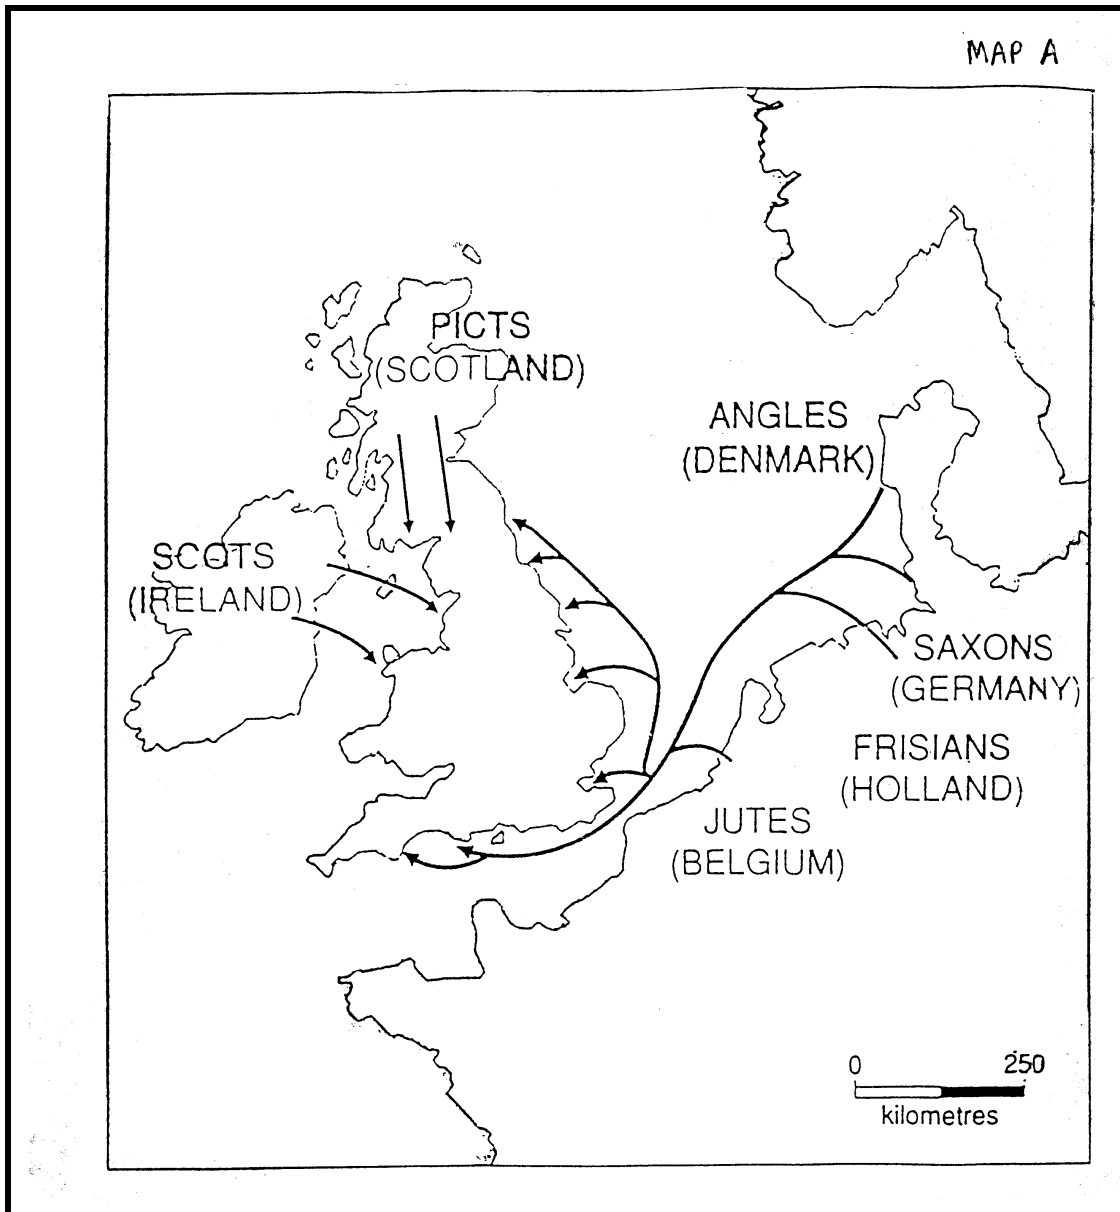 MAP A
PICTS
(SCOTLAND)
ANGLES
(DENMARK)
SCOTS
(IRELAND)
SAXONS
(GERMANY)
FRISIANS
(HOLLAND)
JUTES
(BELGIUM)
0 250
kilometres